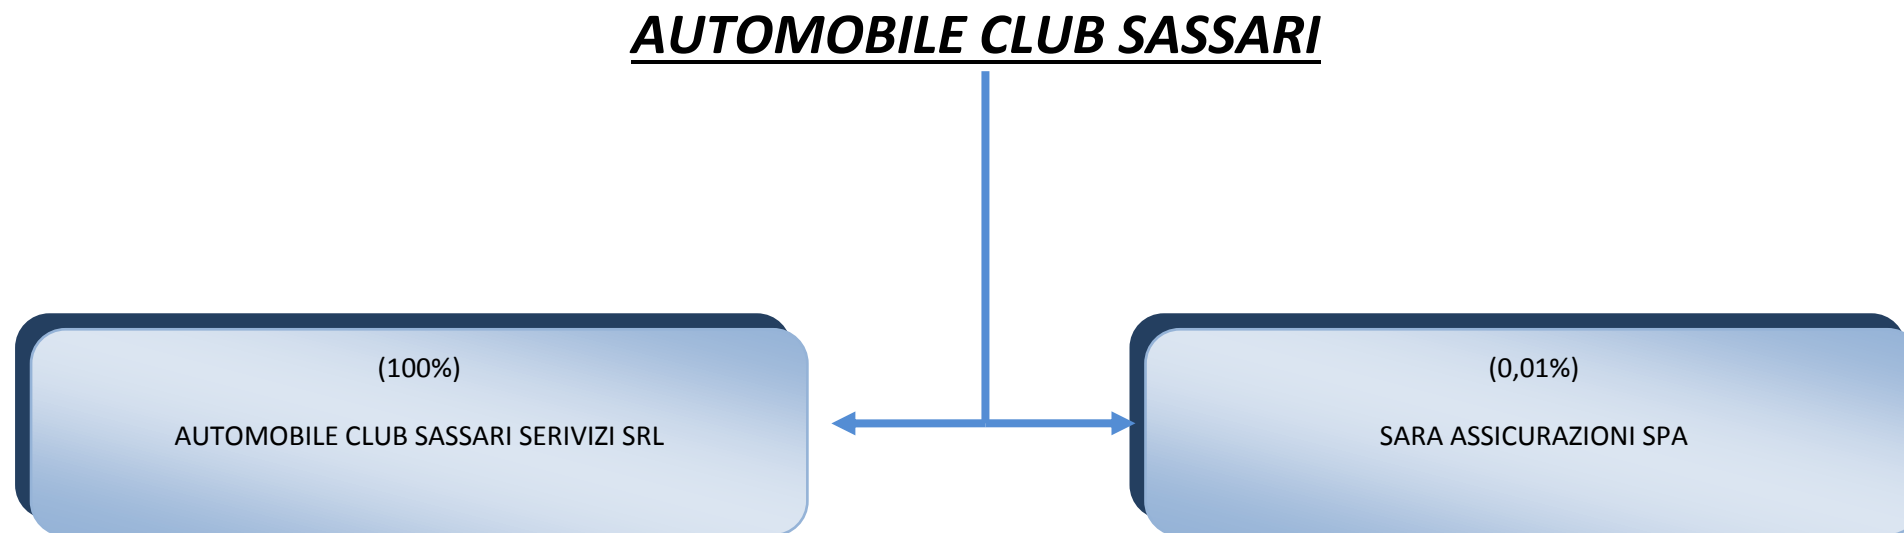 AUTOMOBILE CLUB SASSARI
(100%)
AUTOMOBILE CLUB SASSARI SERIVIZI SRL
(0,01%)
SARA ASSICURAZIONI SPA